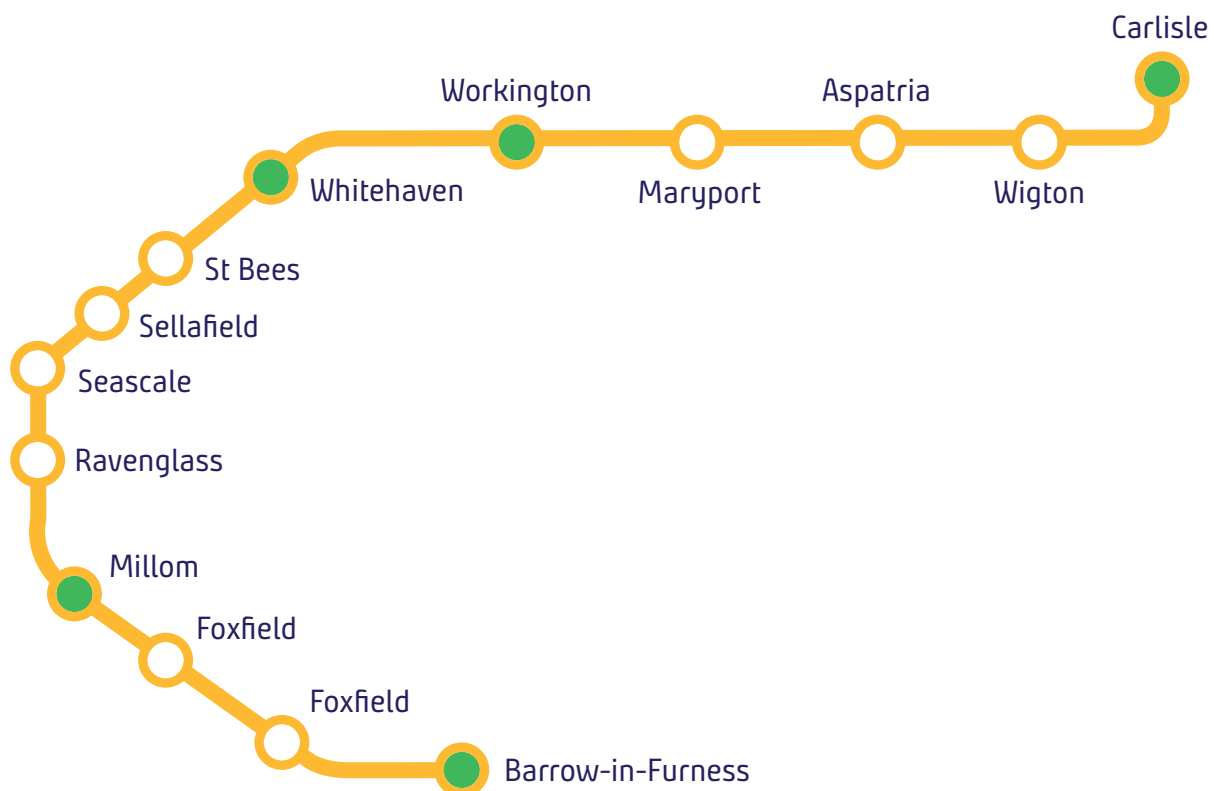 Carlisle
Workington
Aspatria
Whitehaven
Maryport
Wigton
St Bees
Sellafield
Seascale
Ravenglass
Millom
Foxfield
Foxfield
Barrow-in-Furness